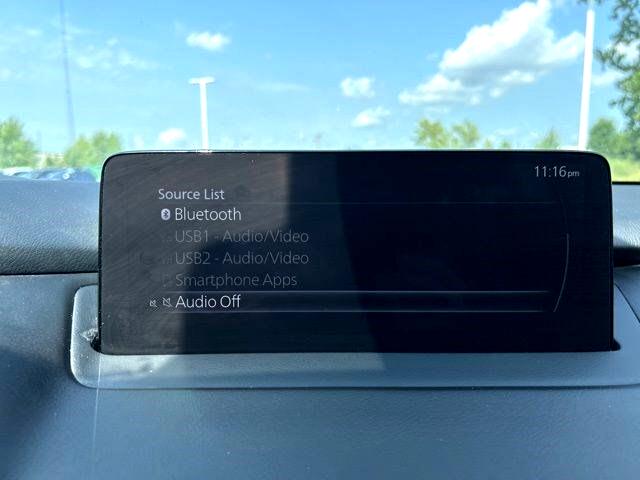 11:16pm
Source List
Bluetooth
USB1 - Audio/Video
USB2 - Audio/Video
Smartphone Apps
Audio Off